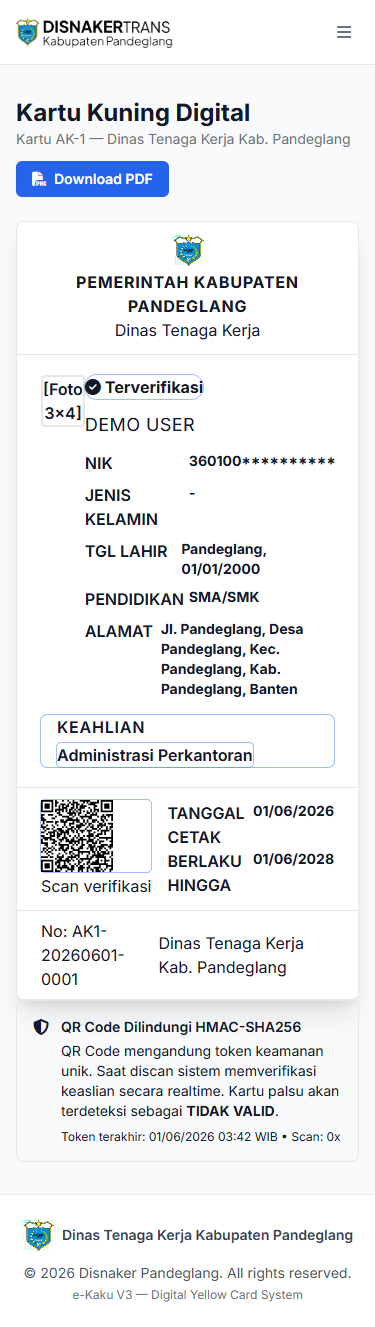 DISNAKERTRANS
Kabupaten Pandeglang
Kartu Kuning Digital
Kartu AK-1 — Dinas Tenaga Kerja Kab. Pandeglang
Download PDF
PEMERINTAH KABUPATEN
PANDEGLANG
Dinas Tenaga Kerja
[Foto
3×4]
Terverifikasi
DEMO USER
NIK 360100**********
JENIS
KELAMIN -
TGL LAHIR Pandeglang,
01/01/2000
PENDIDIKAN SMA/SMK
ALAMAT Jl. Pandeglang, Desa
Pandeglang, Kec.
Pandeglang, Kab.
Pandeglang, Banten
KEAHLIAN
Administrasi Perkantoran
Scan verifikasi
TANGGAL
CETAK 01/06/2026
BERLAKU
HINGGA 01/06/2028
No: AK1-
20260601-
0001
Dinas Tenaga Kerja
Kab. Pandeglang
QR Code Dilindungi HMAC-SHA256
QR Code mengandung token keamanan
unik. Saat discan sistem memverifikasi
keaslian secara realtime. Kartu palsu akan
terdeteksi sebagai TIDAK VALID.
Token terakhir: 01/06/2026 03:42 WIB • Scan: 0x
Dinas Tenaga Kerja Kabupaten Pandeglang
© 2026 Disnaker Pandeglang. All rights reserved.
e-Kaku V3 — Digital Yellow Card System